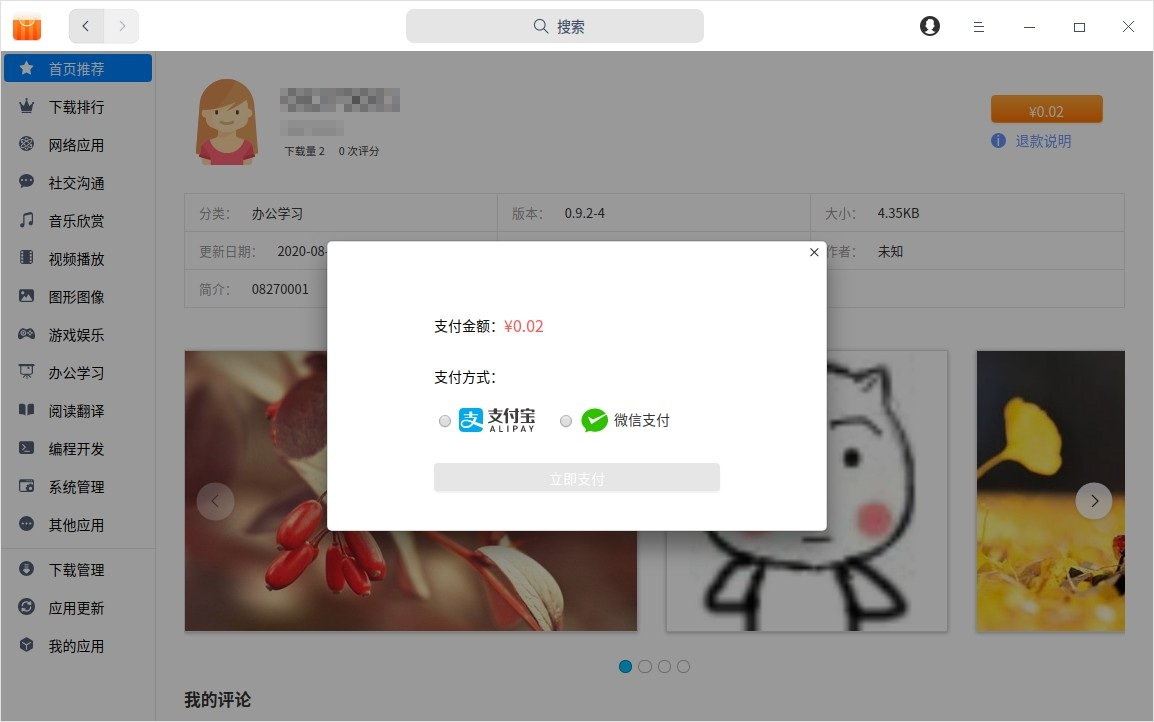 搜索
首页推荐
下载排行
网络应用
社交沟通
音乐欣赏
视频播放
图形图像
游戏娱乐
办公学习
阅读翻译
编程开发
系统管理
其他应用
下载管理
应用更新
我的应用
下载量 2 0 次评分
¥0.02
退款说明
分类： 办公学习
版本： 0.9.2-4
大小： 4.35KB
更新日期： 2020-08-
作者： 未知
简介： 08270001
支付金额：¥0.02
支付方式：
支付宝
ALIPAY
微信支付
立即支付
我的评论